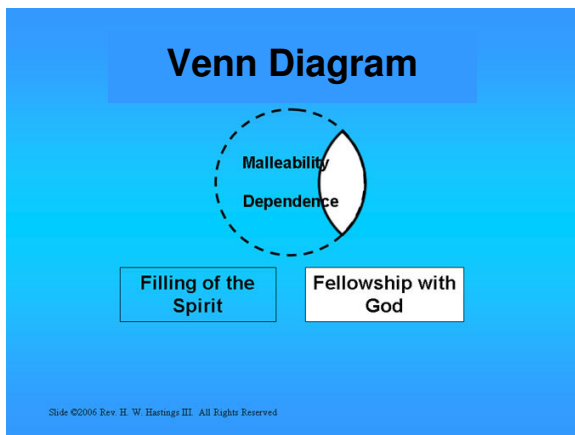 Venn Diagram
Malleability
Dependence
Filling of the
Spirit
Fellowship with
God
Slide ©2006 Rev. H. W. Hastings III. All Rights Reserved